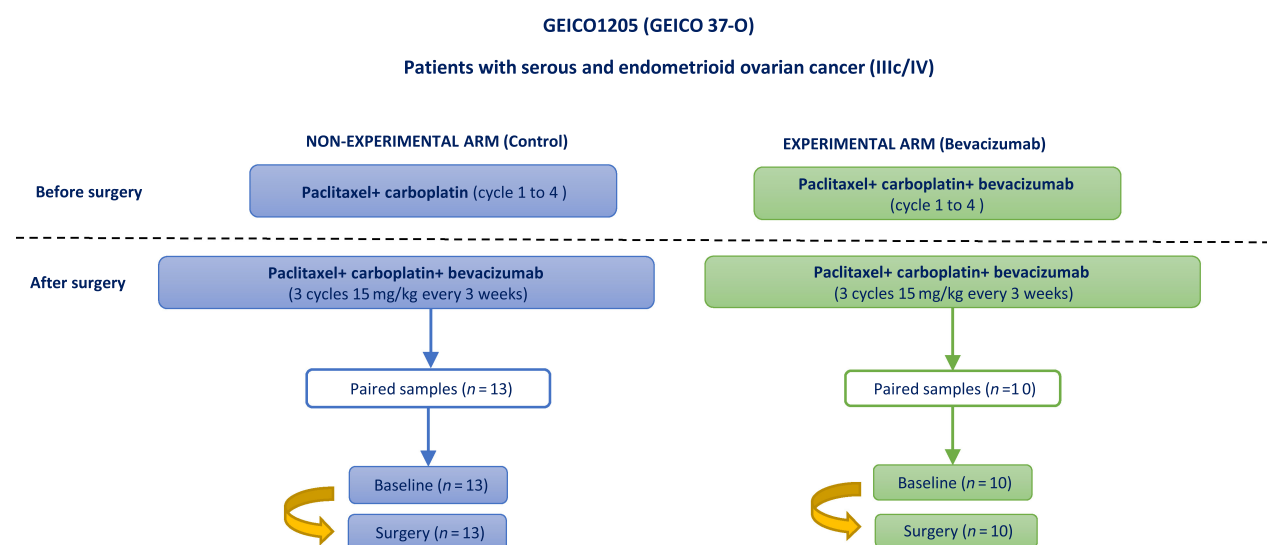 GEICO1205 (GEICO 37-O)
Patients with serous and endometrioid ovarian cancer (IIIc/IV)
NON-EXPERIMENTAL ARM (Control)
EXPERIMENTAL ARM (Bevacizumab)
Before surgery
Paclitaxel+ carboplatin (cycle 1 to 4 )
Paclitaxel+ carboplatin+ bevacizumab
(cycle 1 to 4 )
After surgery
Paclitaxel+ carboplatin+ bevacizumab
(3 cycles 15 mg/kg every 3 weeks)
Paclitaxel+ carboplatin+ bevacizumab
(3 cycles 15 mg/kg every 3 weeks)
Paired samples (n = 13)
Paired samples (n =1 0)
Baseline (n = 13)
Baseline (n = 10)
Surgery (n = 13)
Surgery (n = 10)